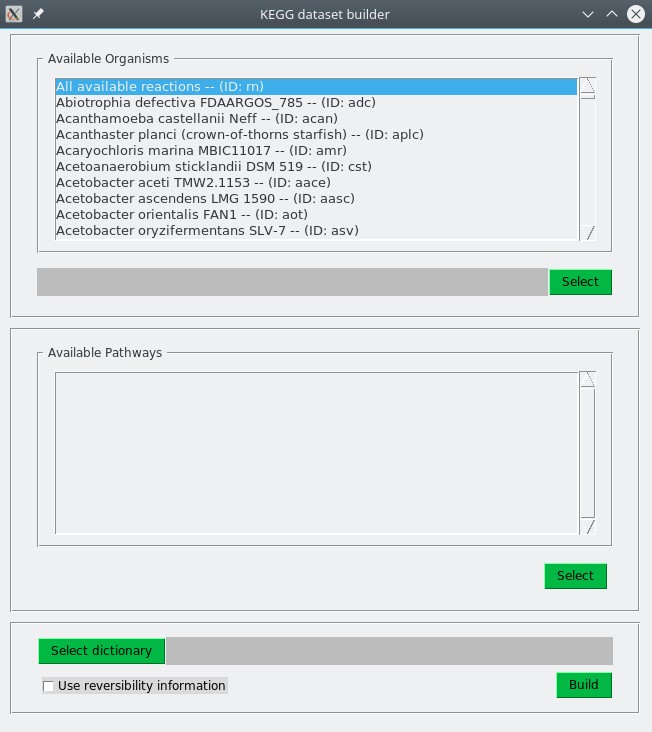 KEGG dataset builder
Available Organisms
All available reactions -- (ID: rn)
Abiotrophia defectiva FDAARGOS_785 -- (ID: adc)
Acanthamoeba castellanii Neff -- (ID: acan)
Acanthaster planci (crown-of-thorns starfish) -- (ID: aplc)
Acaryochloris marina MBIC11017 -- (ID: amr)
Acetoanaerobium sticklandii DSM 519 -- (ID: cst)
Acetobacter aceti TMW2.1153 -- (ID: aace)
Acetobacter ascendens LMG 1590 -- (ID: aasc)
Acetobacter orientalis FAN1 -- (ID: aot)
Acetobacter oryzifermentans SLV-7 -- (ID: asv)
Select
Available Pathways
Select
Select dictionary
Use reversibility information
Build